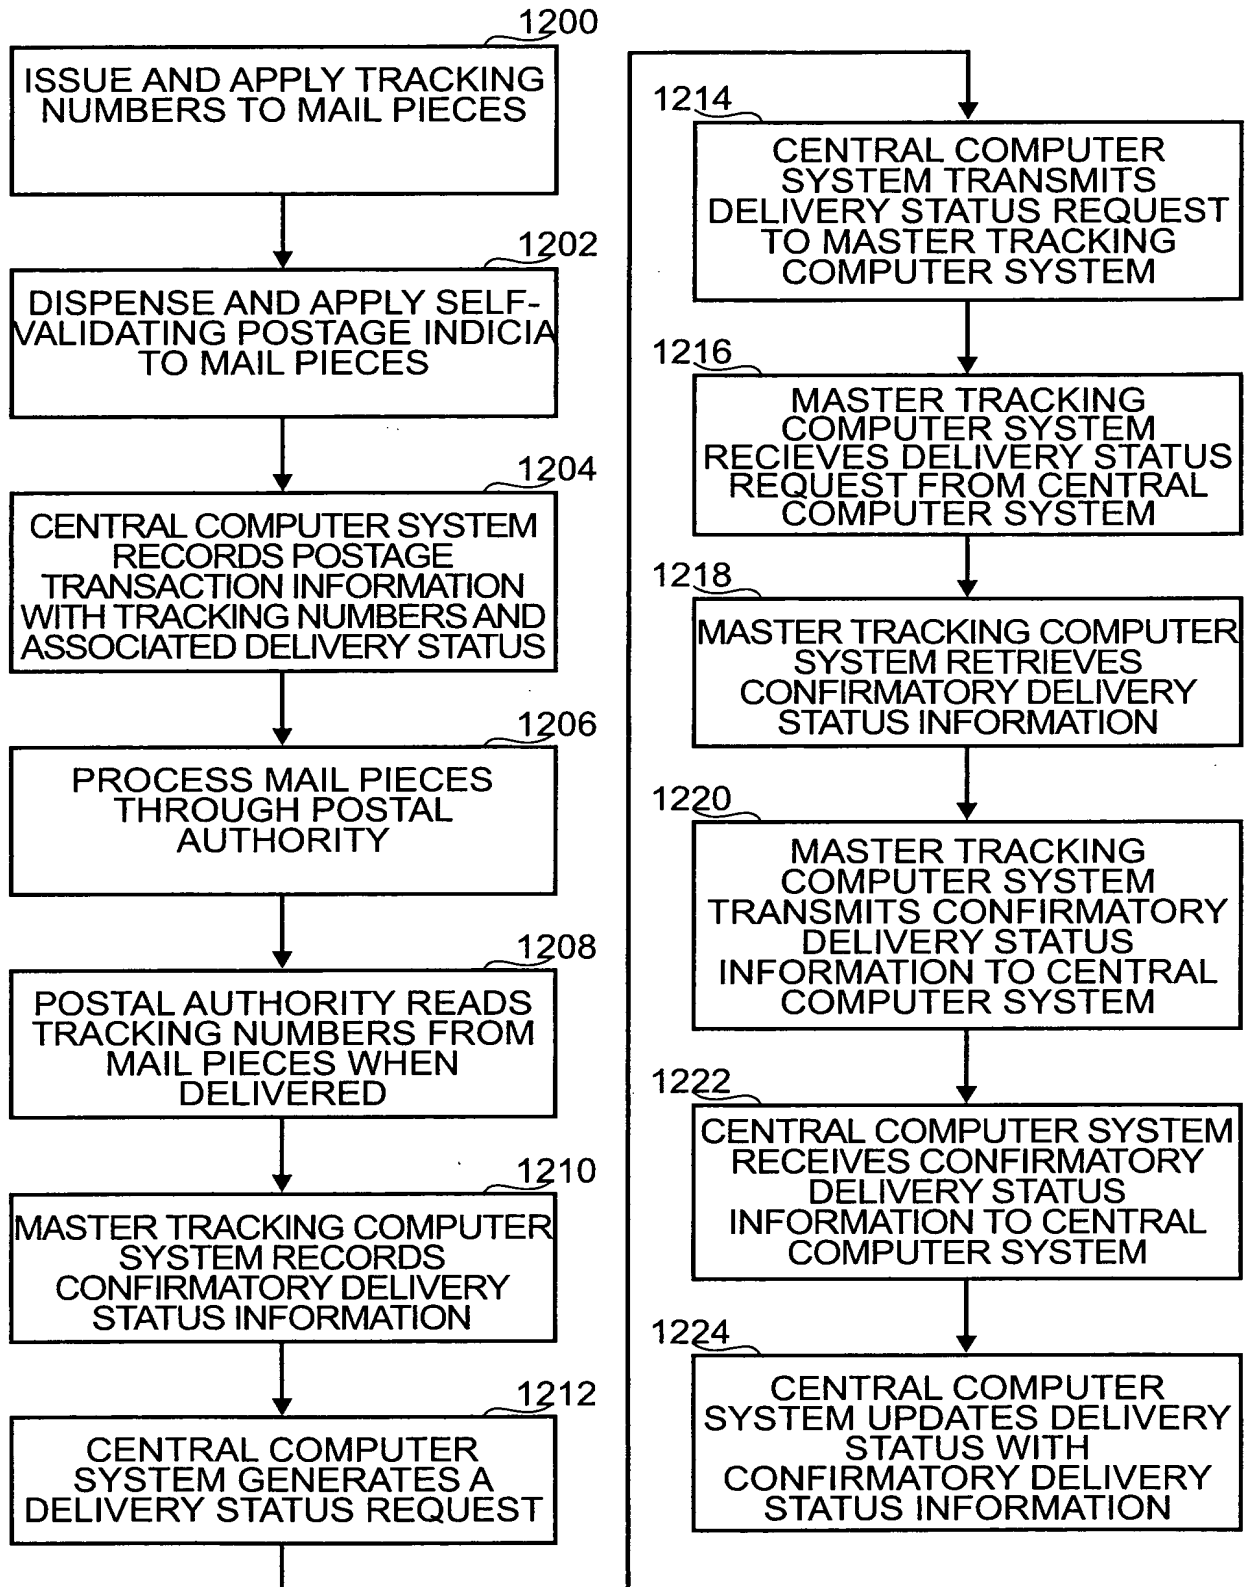 1200
ISSUE AND APPLY TRACKING
NUMBERS TO MAIL PIECES
1202
DISPENSE AND APPLY SELF-
VALIDATING POSTAGE INDICIA
TO MAIL PIECES
1204
CENTRAL COMPUTER SYSTEM
RECORDS POSTAGE
TRANSACTION INFORMATION
WITH TRACKING NUMBERS AND
ASSOCIATED DELIVERY STATUS
1206
PROCESS MAIL PIECES
THROUGH POSTAL
AUTHORITY
1208
POSTAL AUTHORITY READS
TRACKING NUMBERS FROM
MAIL PIECES WHEN
DELIVERED
1210
MASTER TRACKING COMPUTER
SYSTEM RECORDS
CONFIRMATORY DELIVERY
STATUS INFORMATION
1212
CENTRAL COMPUTER
SYSTEM GENERATES A
DELIVERY STATUS REQUEST
1214
CENTRAL COMPUTER
SYSTEM TRANSMITS
DELIVERY STATUS REQUEST
TO MASTER TRACKING
COMPUTER SYSTEM
1216
MASTER TRACKING
COMPUTER SYSTEM
RECIEVES DELIVERY STATUS
REQUEST FROM CENTRAL
COMPUTER SYSTEM
1218
MASTER TRACKING COMPUTER
SYSTEM RETRIEVES
CONFIRMATORY DELIVERY
STATUS INFORMATION
1220
MASTER TRACKING
COMPUTER SYSTEM
TRANSMITS CONFIRMATORY
DELIVERY STATUS
INFORMATION TO CENTRAL
COMPUTER SYSTEM
1222
CENTRAL COMPUTER SYSTEM
RECEIVES CONFIRMATORY
DELIVERY STATUS
INFORMATION TO CENTRAL
COMPUTER SYSTEM
1224
CENTRAL COMPUTER
SYSTEM UPDATES DELIVERY
STATUS WITH
CONFIRMATORY DELIVERY
STATUS INFORMATION